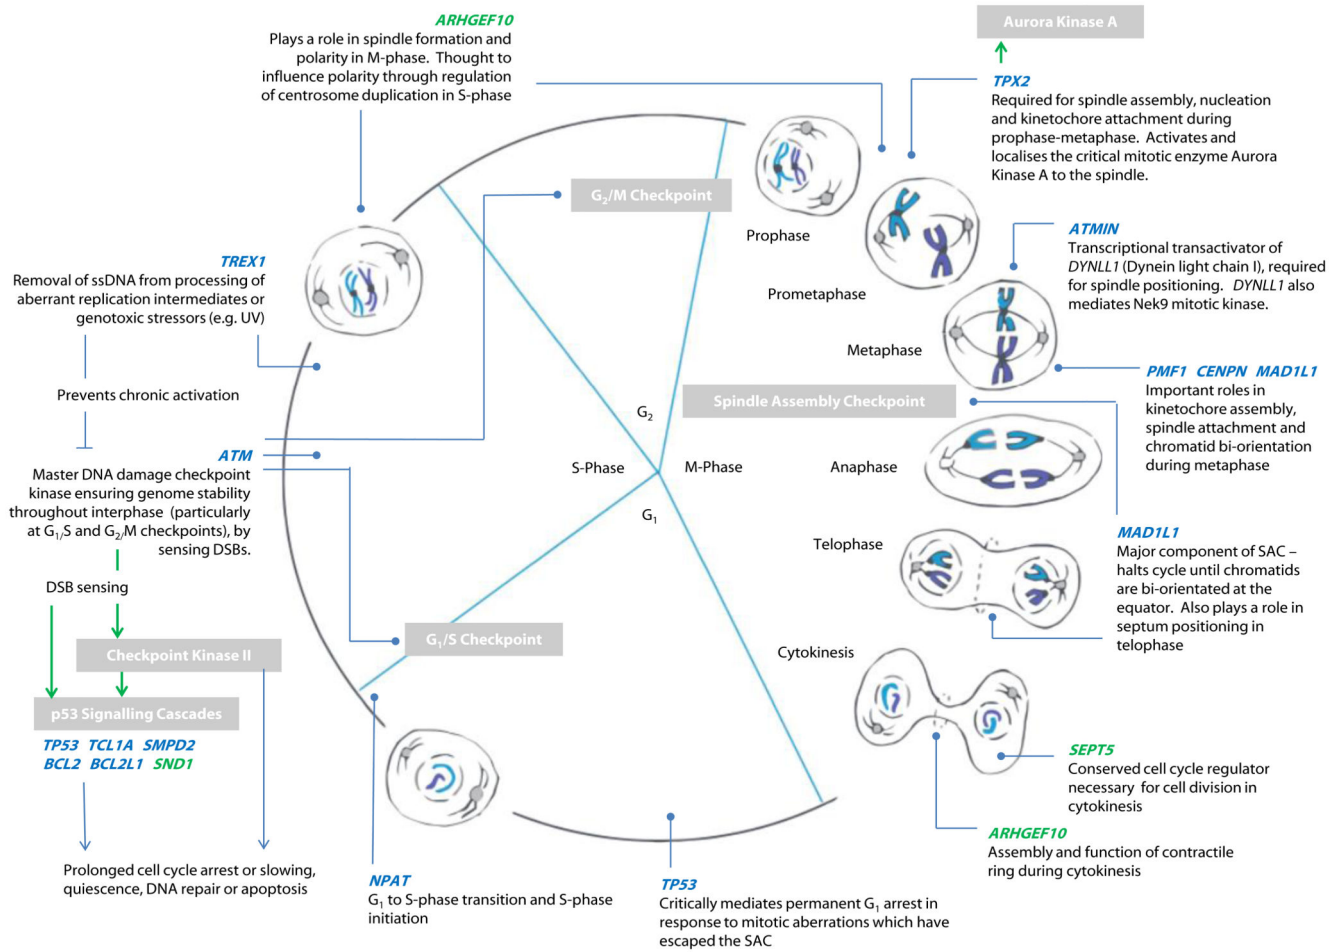 ARHGEF10
Plays a role in spindle formation and
polarity in M-phase. Thought to
influence polarity through regulation
of centrosome duplication in S-phase
Aurora Kinase A
TPX2
Required for spindle assembly, nucleation
and kinetochore attachment during
prophase-metaphase. Activates and
localises the critical mitotic enzyme Aurora
Kinase A to the spindle.
G2/M Checkpoint
Prophase
Prometaphase
Metaphase
ATMIN
Transcriptional transactivator of
DYNLL1 (Dynein light chain I), required
for spindle positioning. DYNLL1 also
mediates Nek9 mitotic kinase.
TREX1
Removal of ssDNA from processing of
aberrant replication intermediates or
genotoxic stressors (e.g. UV)
Prevents chronic activation
PMF1 CENPN MAD1L1
Important roles in
kinetochore assembly,
spindle attachment and
chromatid bi-orientation
during metaphase
Spindle Assembly Checkpoint
G2
S-Phase
M-Phase
G1
Anaphase
Telophase
Cytokinesis
ATM
Master DNA damage checkpoint
kinase ensuring genome stability
throughout interphase (particularly
at G1/S and G2/M checkpoints), by
sensing DSBs.
DSB sensing
Checkpoint Kinase II
p53 Signalling Cascades
TP53 TCL1A SMPD2
BCL2 BCL2L1 SND1
Prolonged cell cycle arrest or slowing,
quiescence, DNA repair or apoptosis
G1/S Checkpoint
MAD1L1
Major component of SAC –
halts cycle until chromatids
are bi-orientated at the
equator. Also plays a role in
septum positioning in
telophase
SEPT5
Conserved cell cycle regulator
necessary for cell division in
cytokinesis
ARHGEF10
Assembly and function of contractile
ring during cytokinesis
NPAT
G1 to S-phase transition and S-phase
initiation
TP53
Critically mediates permanent G1 arrest in
response to mitotic aberrations which have
escaped the SAC